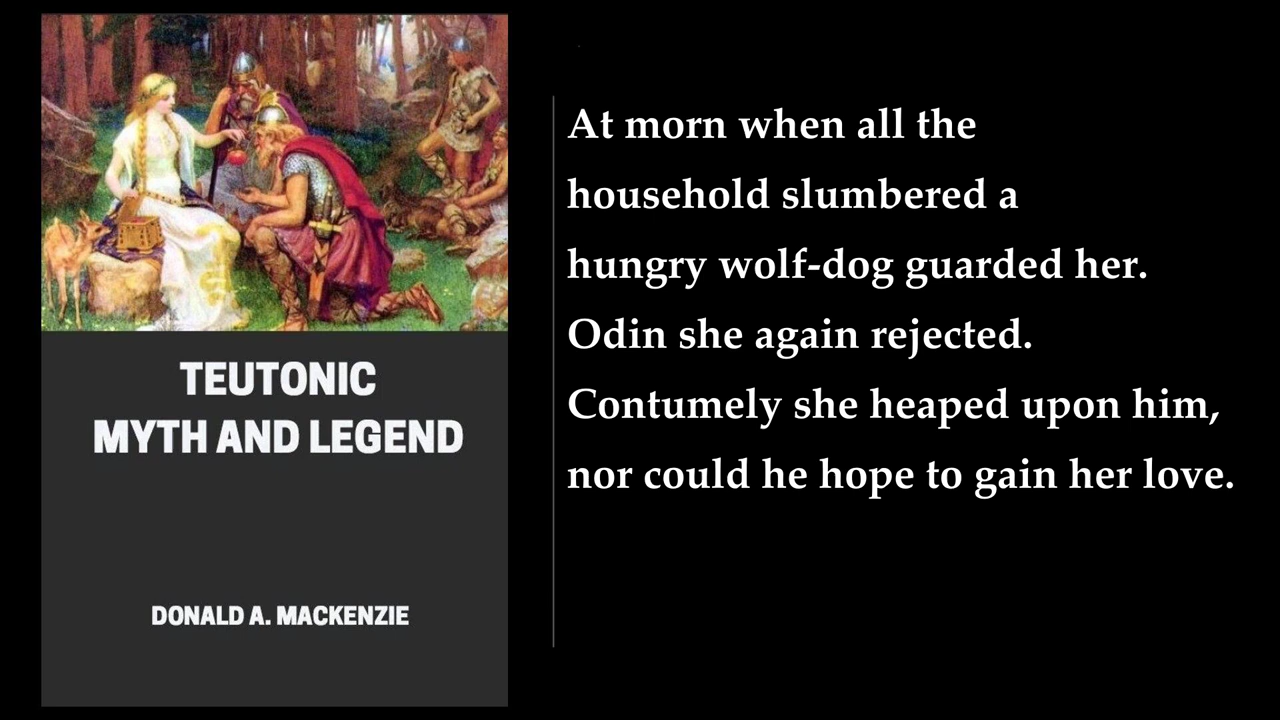 TEUTONIC
MYTH AND LEGEND
DONALD A. MACKENZIE
At morn when all the
household slumbered a
hungry wolf-dog guarded her.
Odin she again rejected.
Contumely she heaped upon him,
nor could he hope to gain her love.